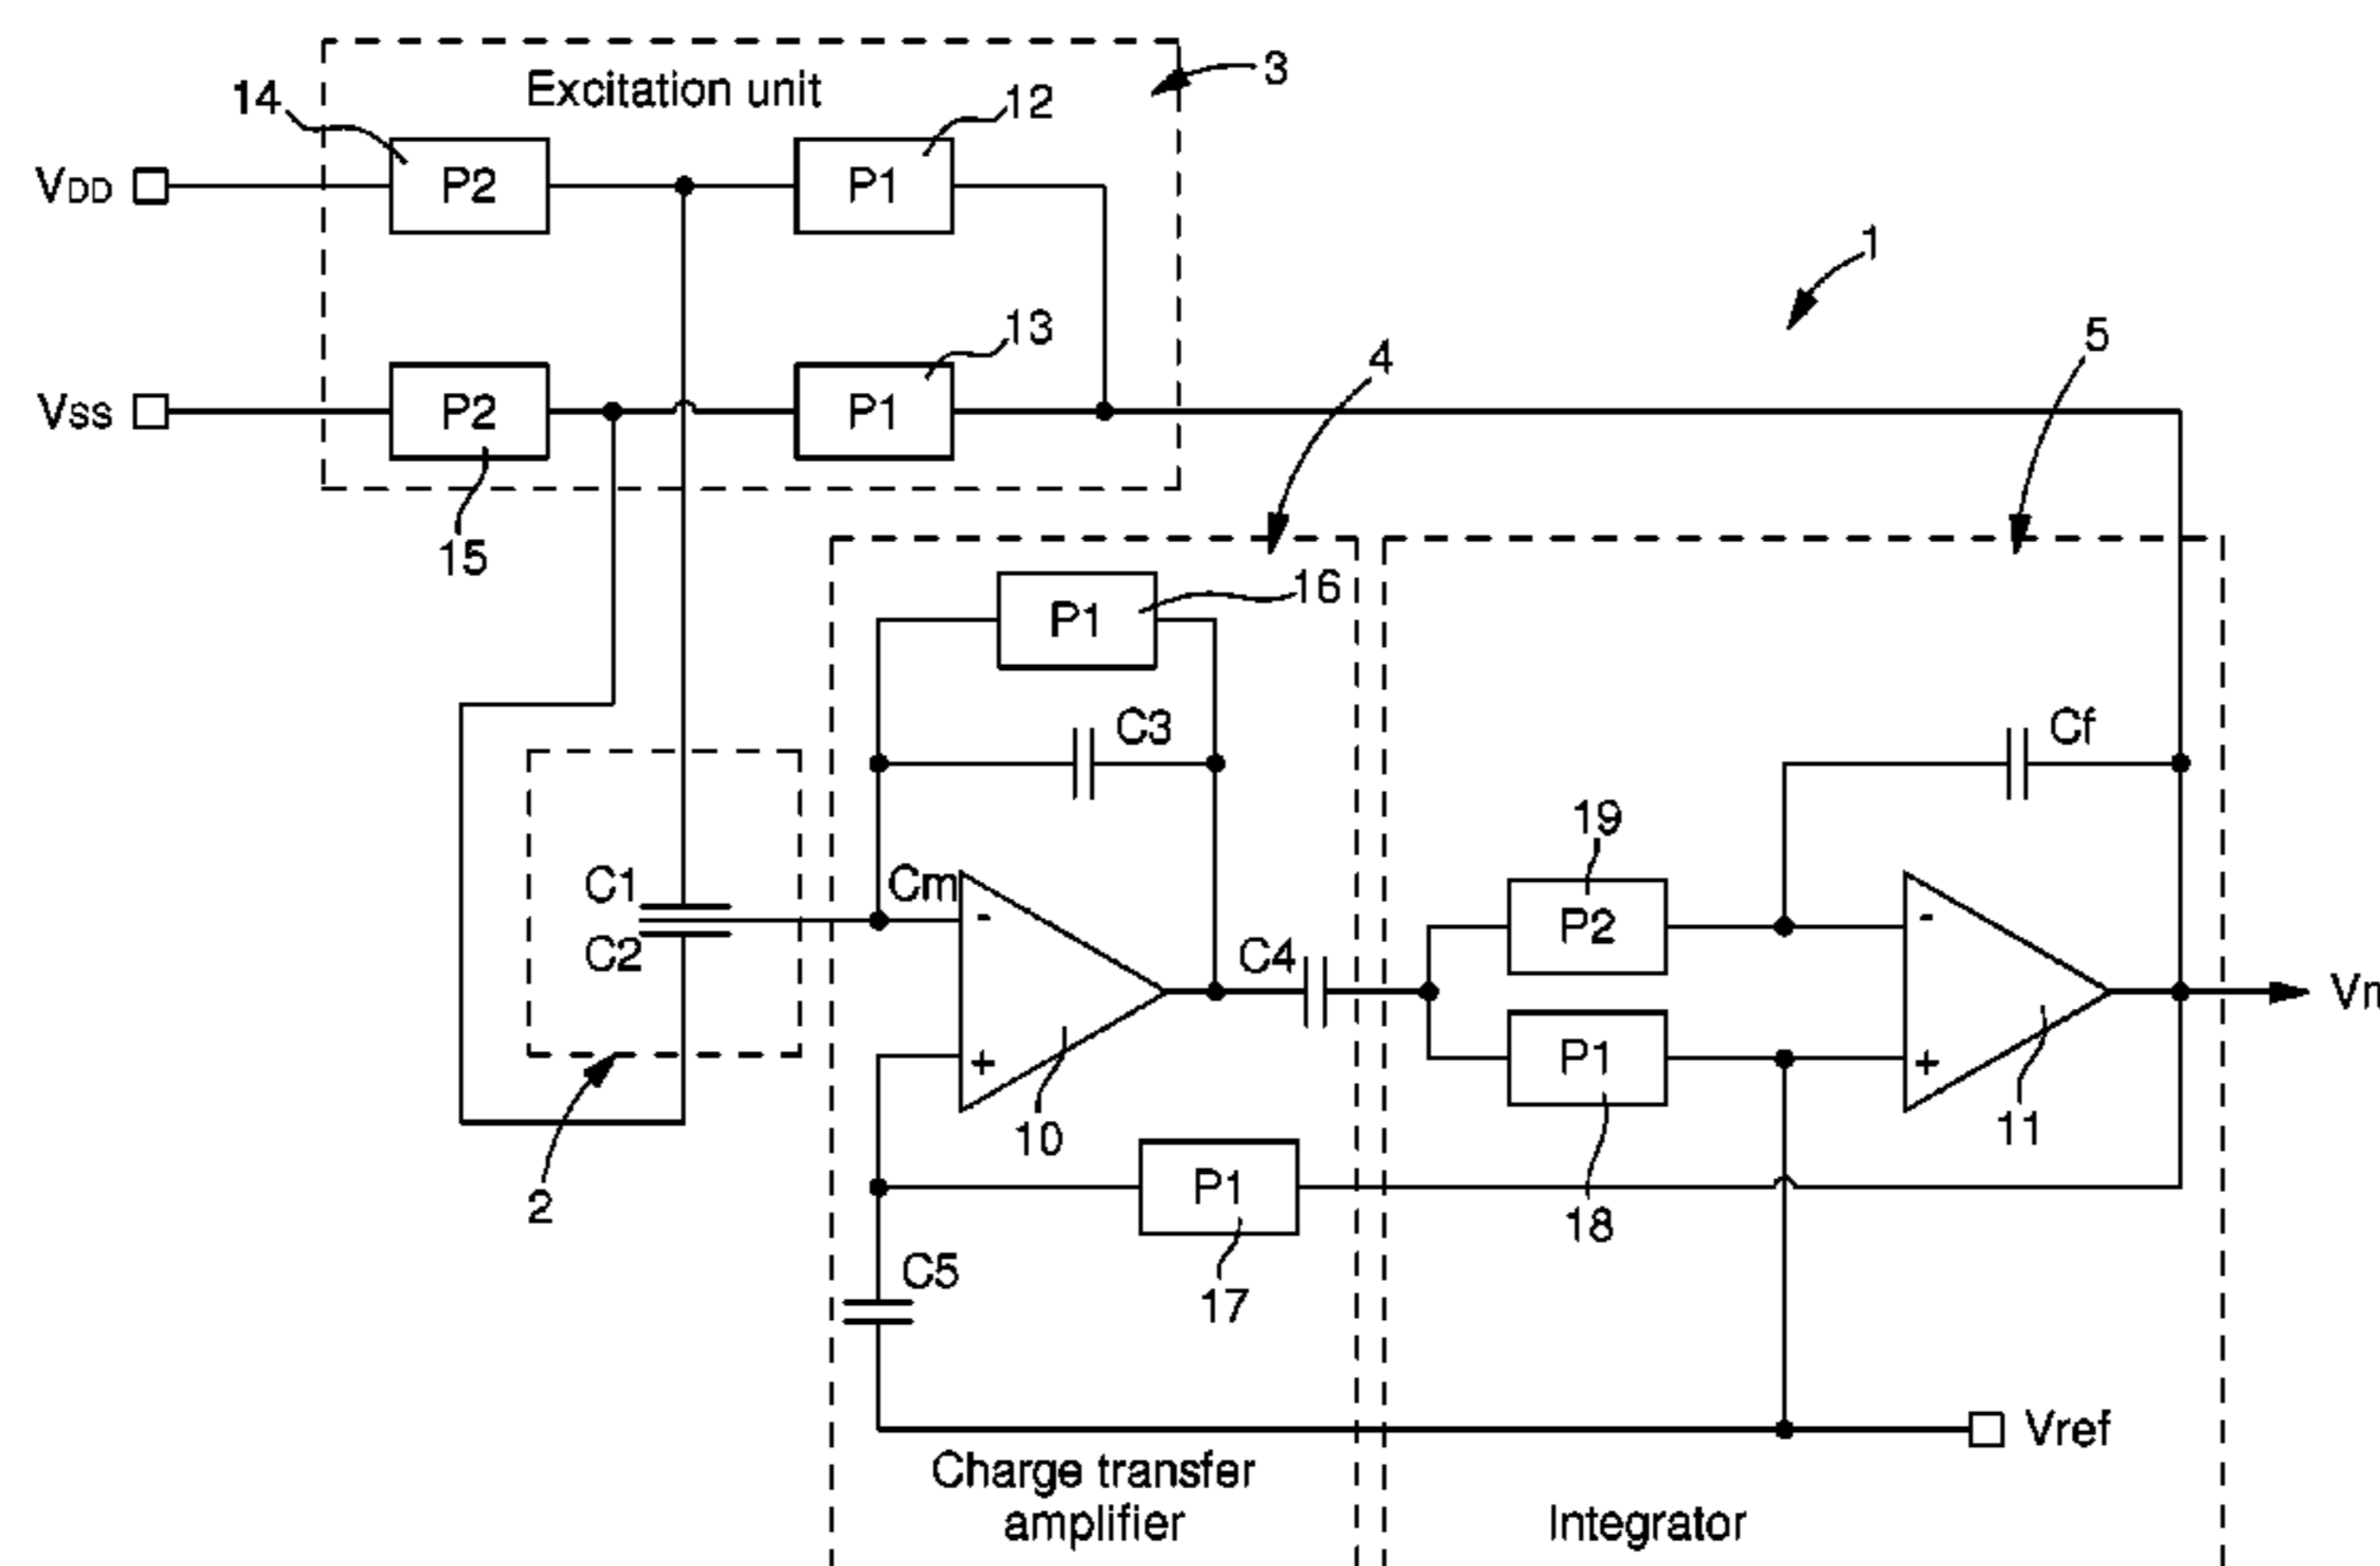 Excitation unit
3
14
12
VDD
P2
P1
1
13
5
4
VSS
P2
P1
15
16
P1
C3
Cf
19
C1
Cm
-
P2
-
C2
C4
+
P1
+
10
11
2
P1
18
C5
17
Vref
Charge transfer
amplifier
Integrator